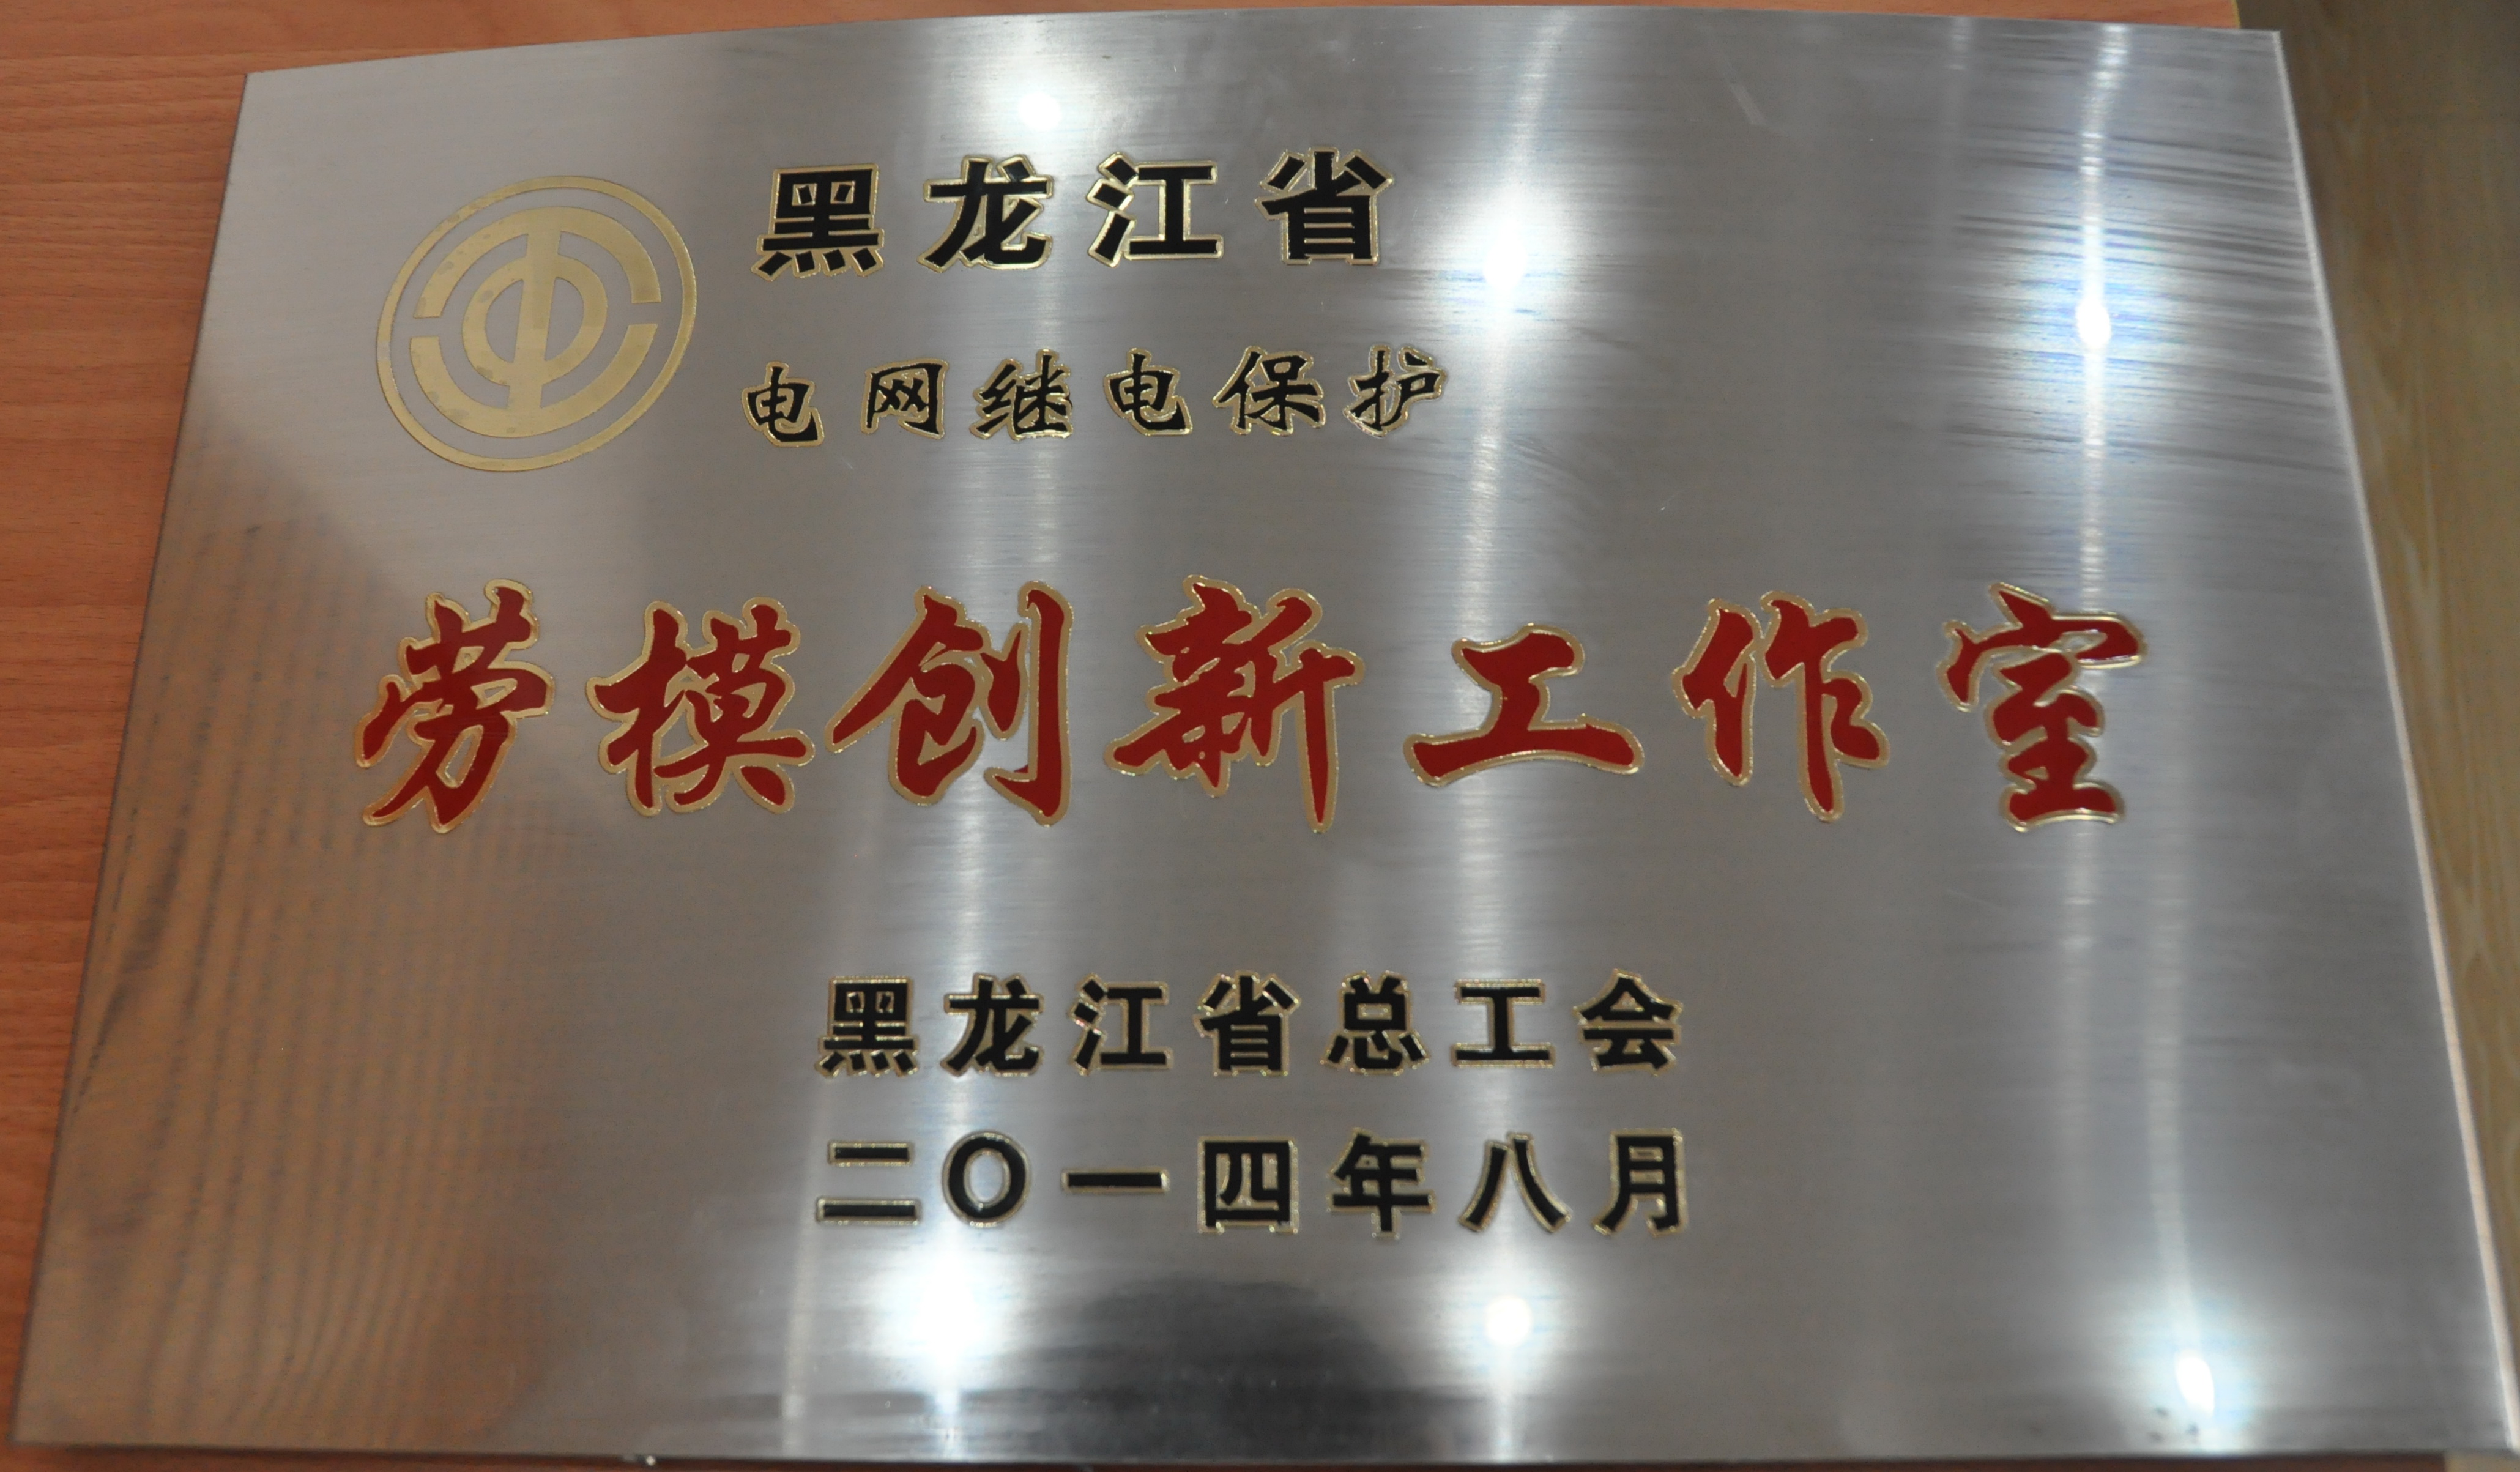 黑龙江省
电网继电保护
劳模创新工作室
黑龙江省总工会
二〇一四年八月